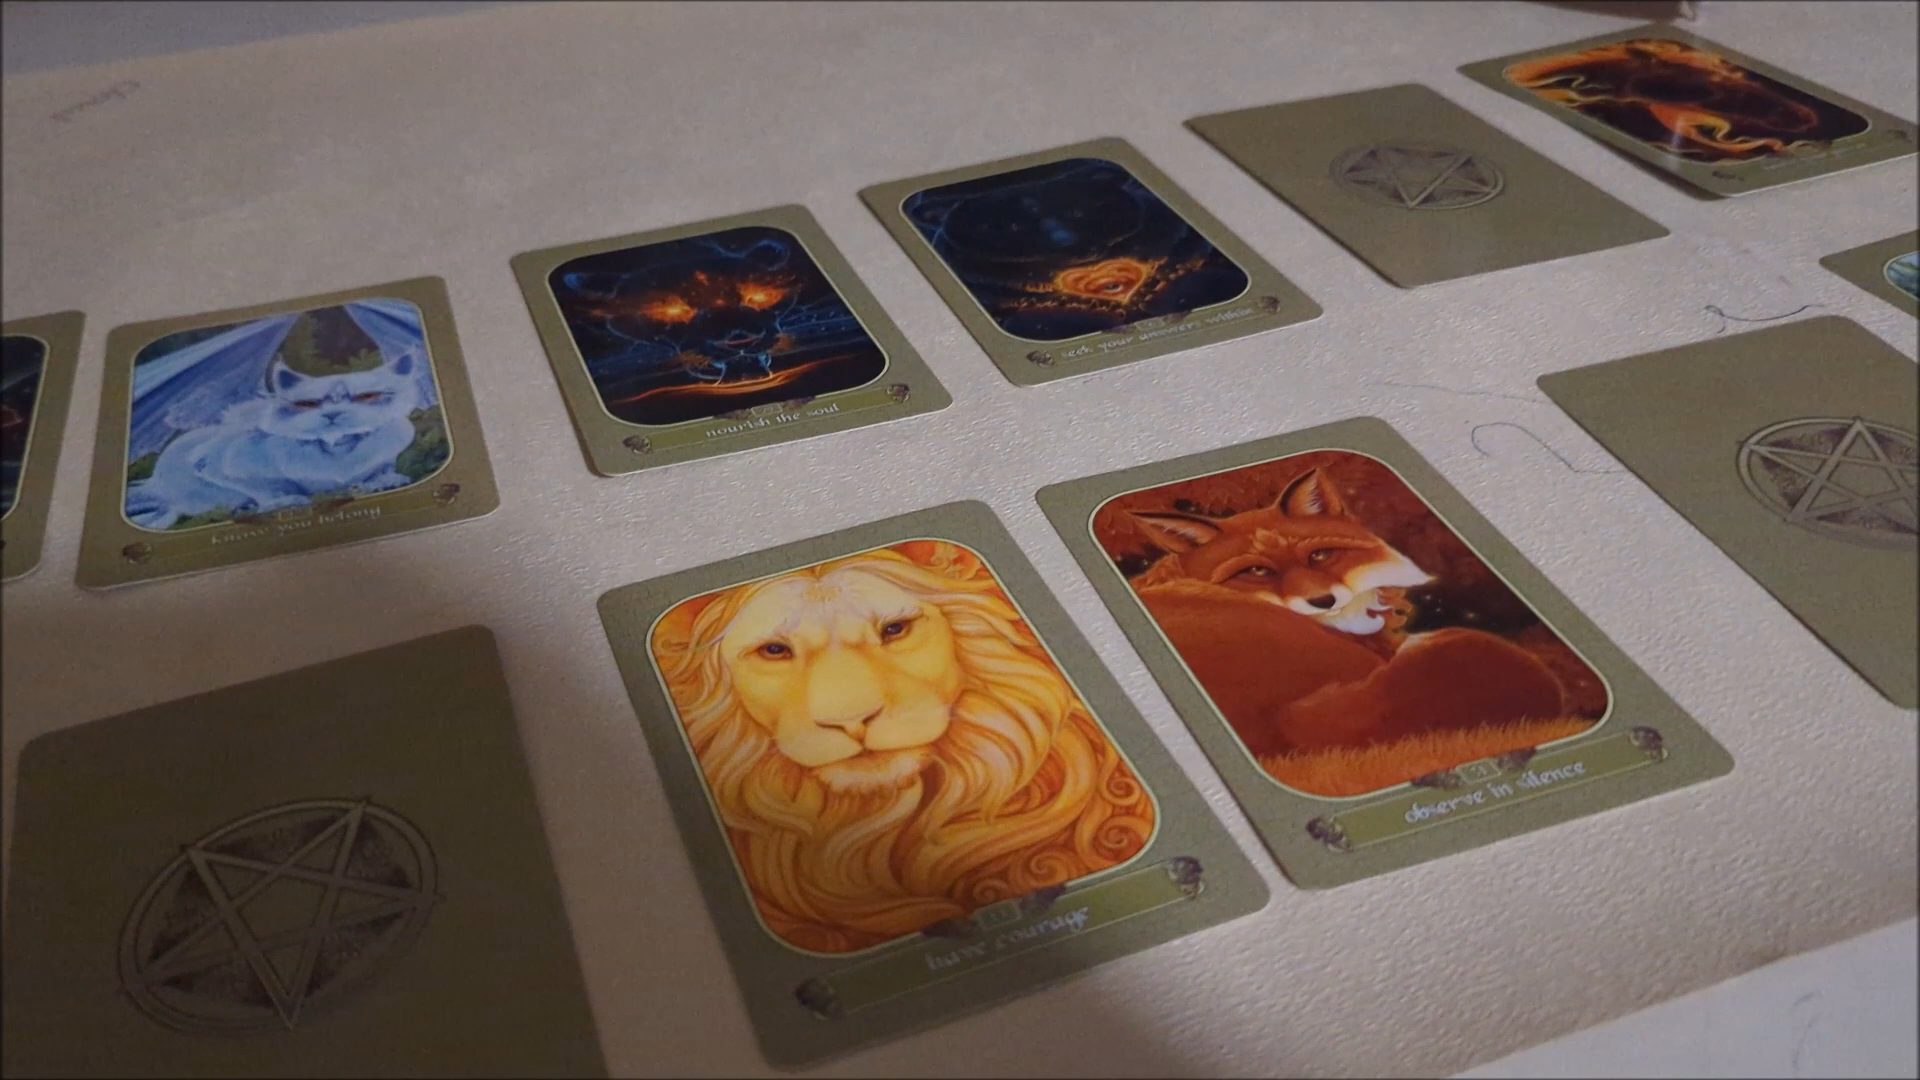 seek your answers within
nourish the soul
know you belong
observe in silence
have courage